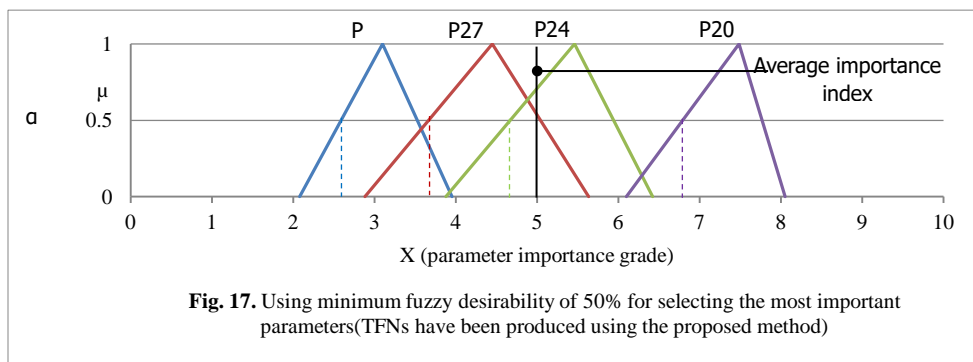 P P27 P24 P20
1
Average importance
index
μ
α
0.5
0
0 1 2 3 4 5 6 7 8 9 10
X (parameter importance grade)
Fig. 17. Using minimum fuzzy desirability of 50% for selecting the most important
parameters(TFNs have been produced using the proposed method)